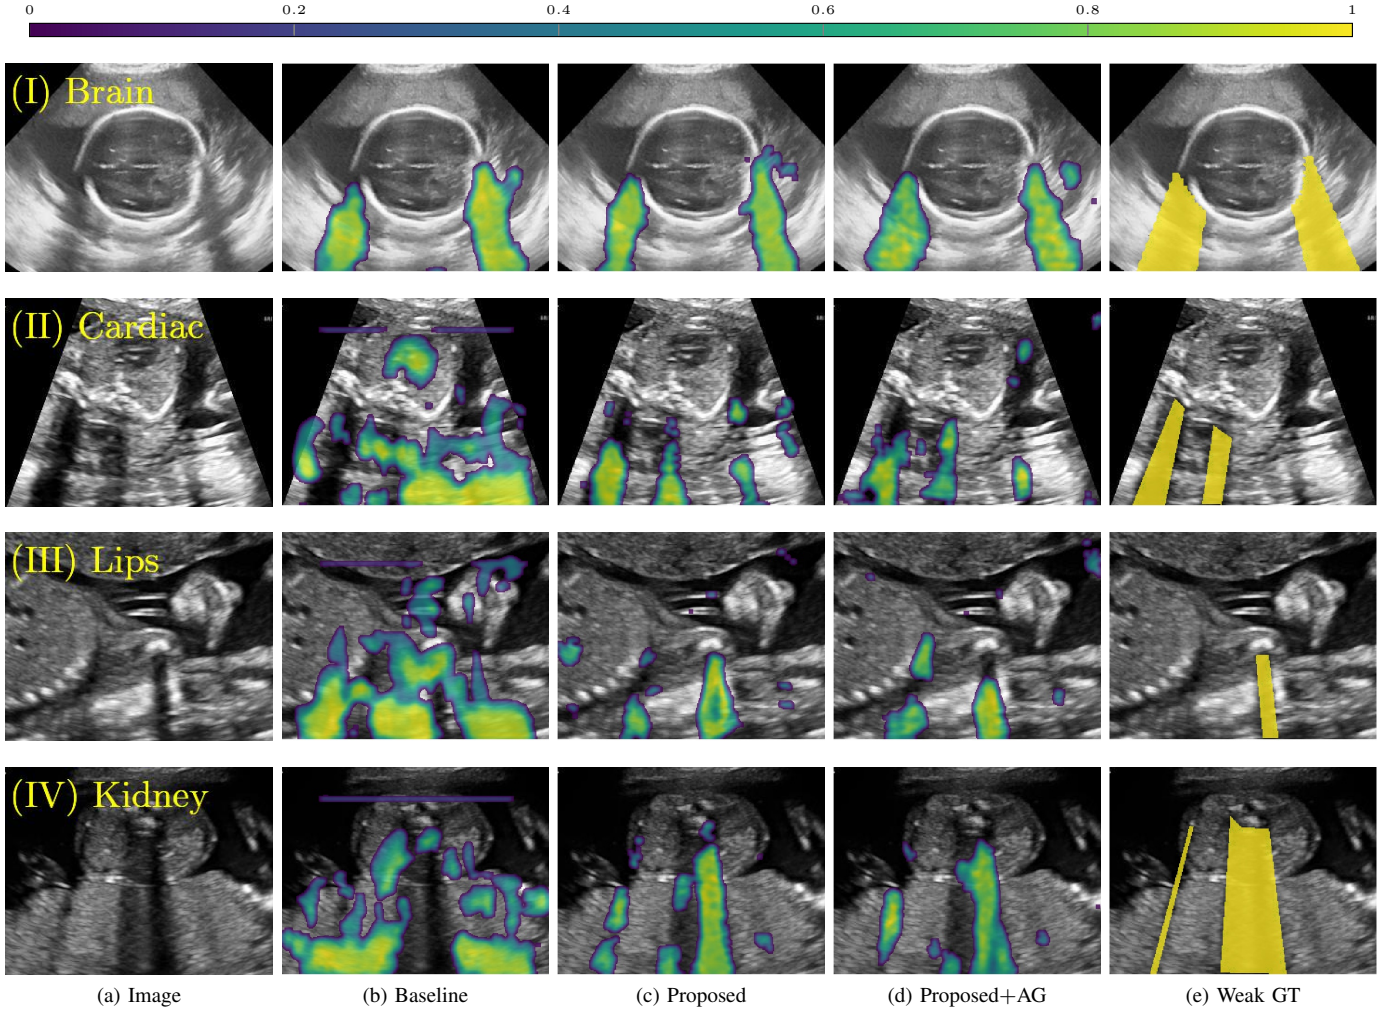 0 0.2 0.4 0.6 0.8 1
(I) Brain
(II) Cardiac
(III) Lips
(IV) Kidney
(a) Image (b) Baseline (c) Proposed (d) Proposed+AG (e) Weak GT